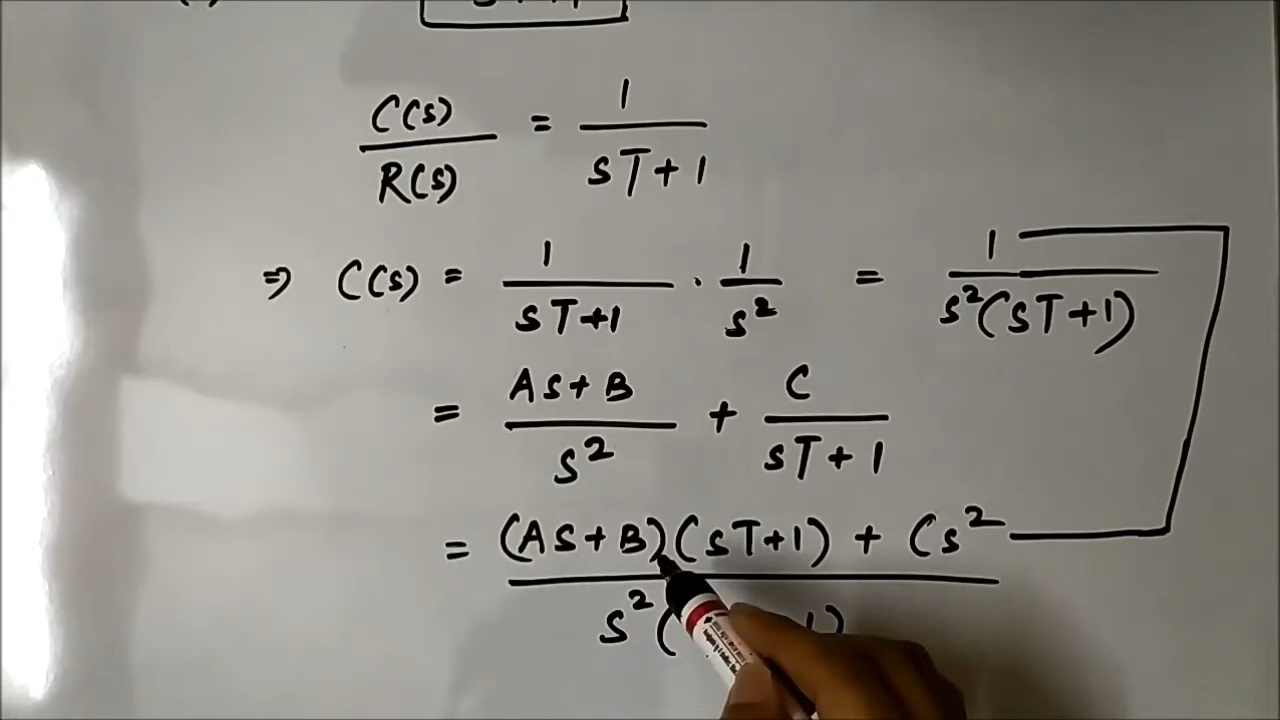 C(s)/R(s) = 1/(sT+1)
⇒ C(s) = 1/(sT+1) · 1/s² = 1/(s²(sT+1))
= (As+B)/s² + C/(sT+1)
= ((As+B)(sT+1) + Cs²)/(s²( 1)